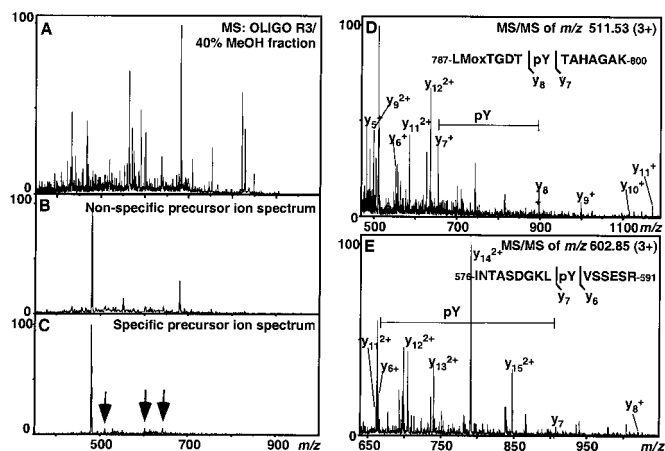 A
MS: OLIGO R3/
40% MeOH fraction
100
0
B
Non-specific precursor ion spectrum
100
0
C
Specific precursor ion spectrum
100
0
500
700
900
m/z
D
MS/MS of m/z 511.53 (3+)
100
787-LMoxTGDT pY TAHAGAK-800
y8 y7
y9 2+
y12 2+
y5+
y11 2+
pY
y6+
y7+
y8
y9+
y10+
y11+
0
500
700
900
1100
m/z
E
MS/MS of m/z 602.85 (3+)
100
y14 2+
576-INTASDGKL pY VSSESR-591
y7 y6
pY
y11 2+
y12 2+
y6+
y13 2+
y15 2+
y7
y8+
0
650
750
850
950
m/z